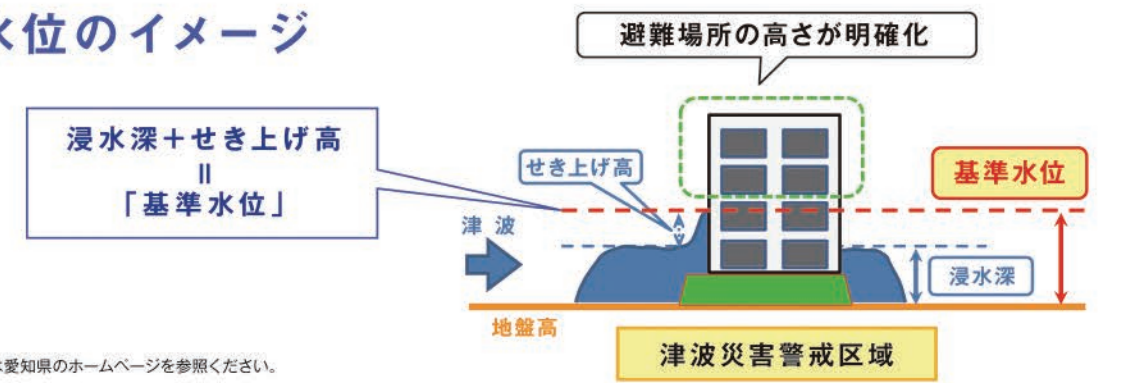 水位のイメージ
避難場所の高さが明確化
浸水深＋せき上げ高
＝
「基準水位」
せき上げ高
基準水位
津波
浸水深
地盤高
津波災害警戒区域
愛知県のホームページを参照ください。